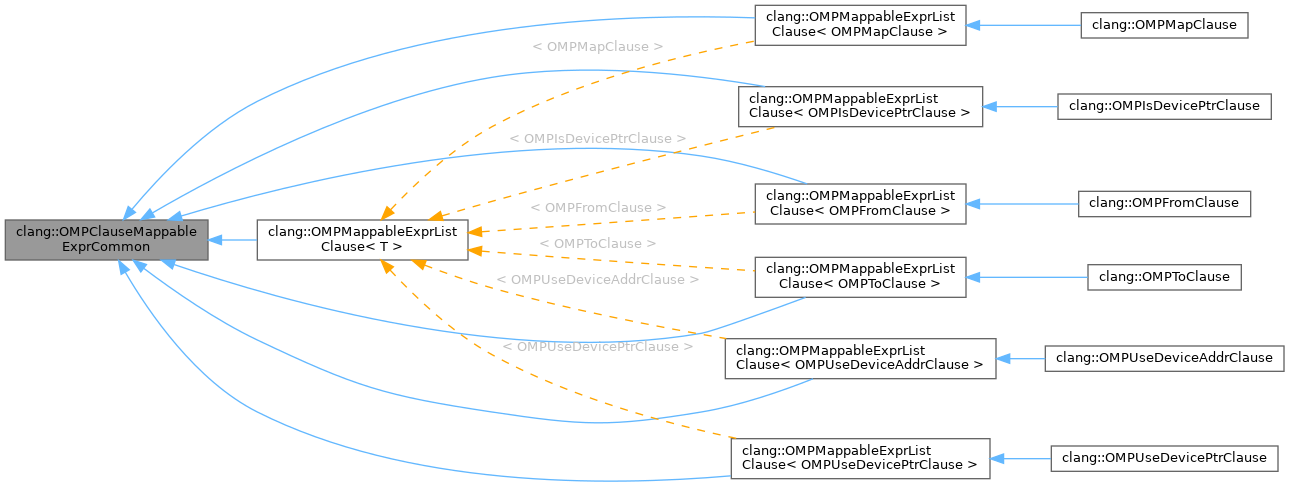 clang::OMPMappableExprList
Clause< OMPMapClause >
clang::OMPMapClause
< OMPMapClause >
clang::OMPMappableExprList
Clause< OMPIsDevicePtrClause >
clang::OMPIsDevicePtrClause
< OMPIsDevicePtrClause >
clang::OMPMappableExprList
Clause< OMPFromClause >
clang::OMPFromClause
< OMPFromClause >
clang::OMPClauseMappable
ExprCommon
clang::OMPMappableExprList
Clause< T >
< OMPToClause >
clang::OMPMappableExprList
Clause< OMPToClause >
clang::OMPToClause
< OMPUseDeviceAddrClause >
clang::OMPMappableExprList
Clause< OMPUseDeviceAddrClause >
clang::OMPUseDeviceAddrClause
< OMPUseDevicePtrClause >
clang::OMPMappableExprList
Clause< OMPUseDevicePtrClause >
clang::OMPUseDevicePtrClause